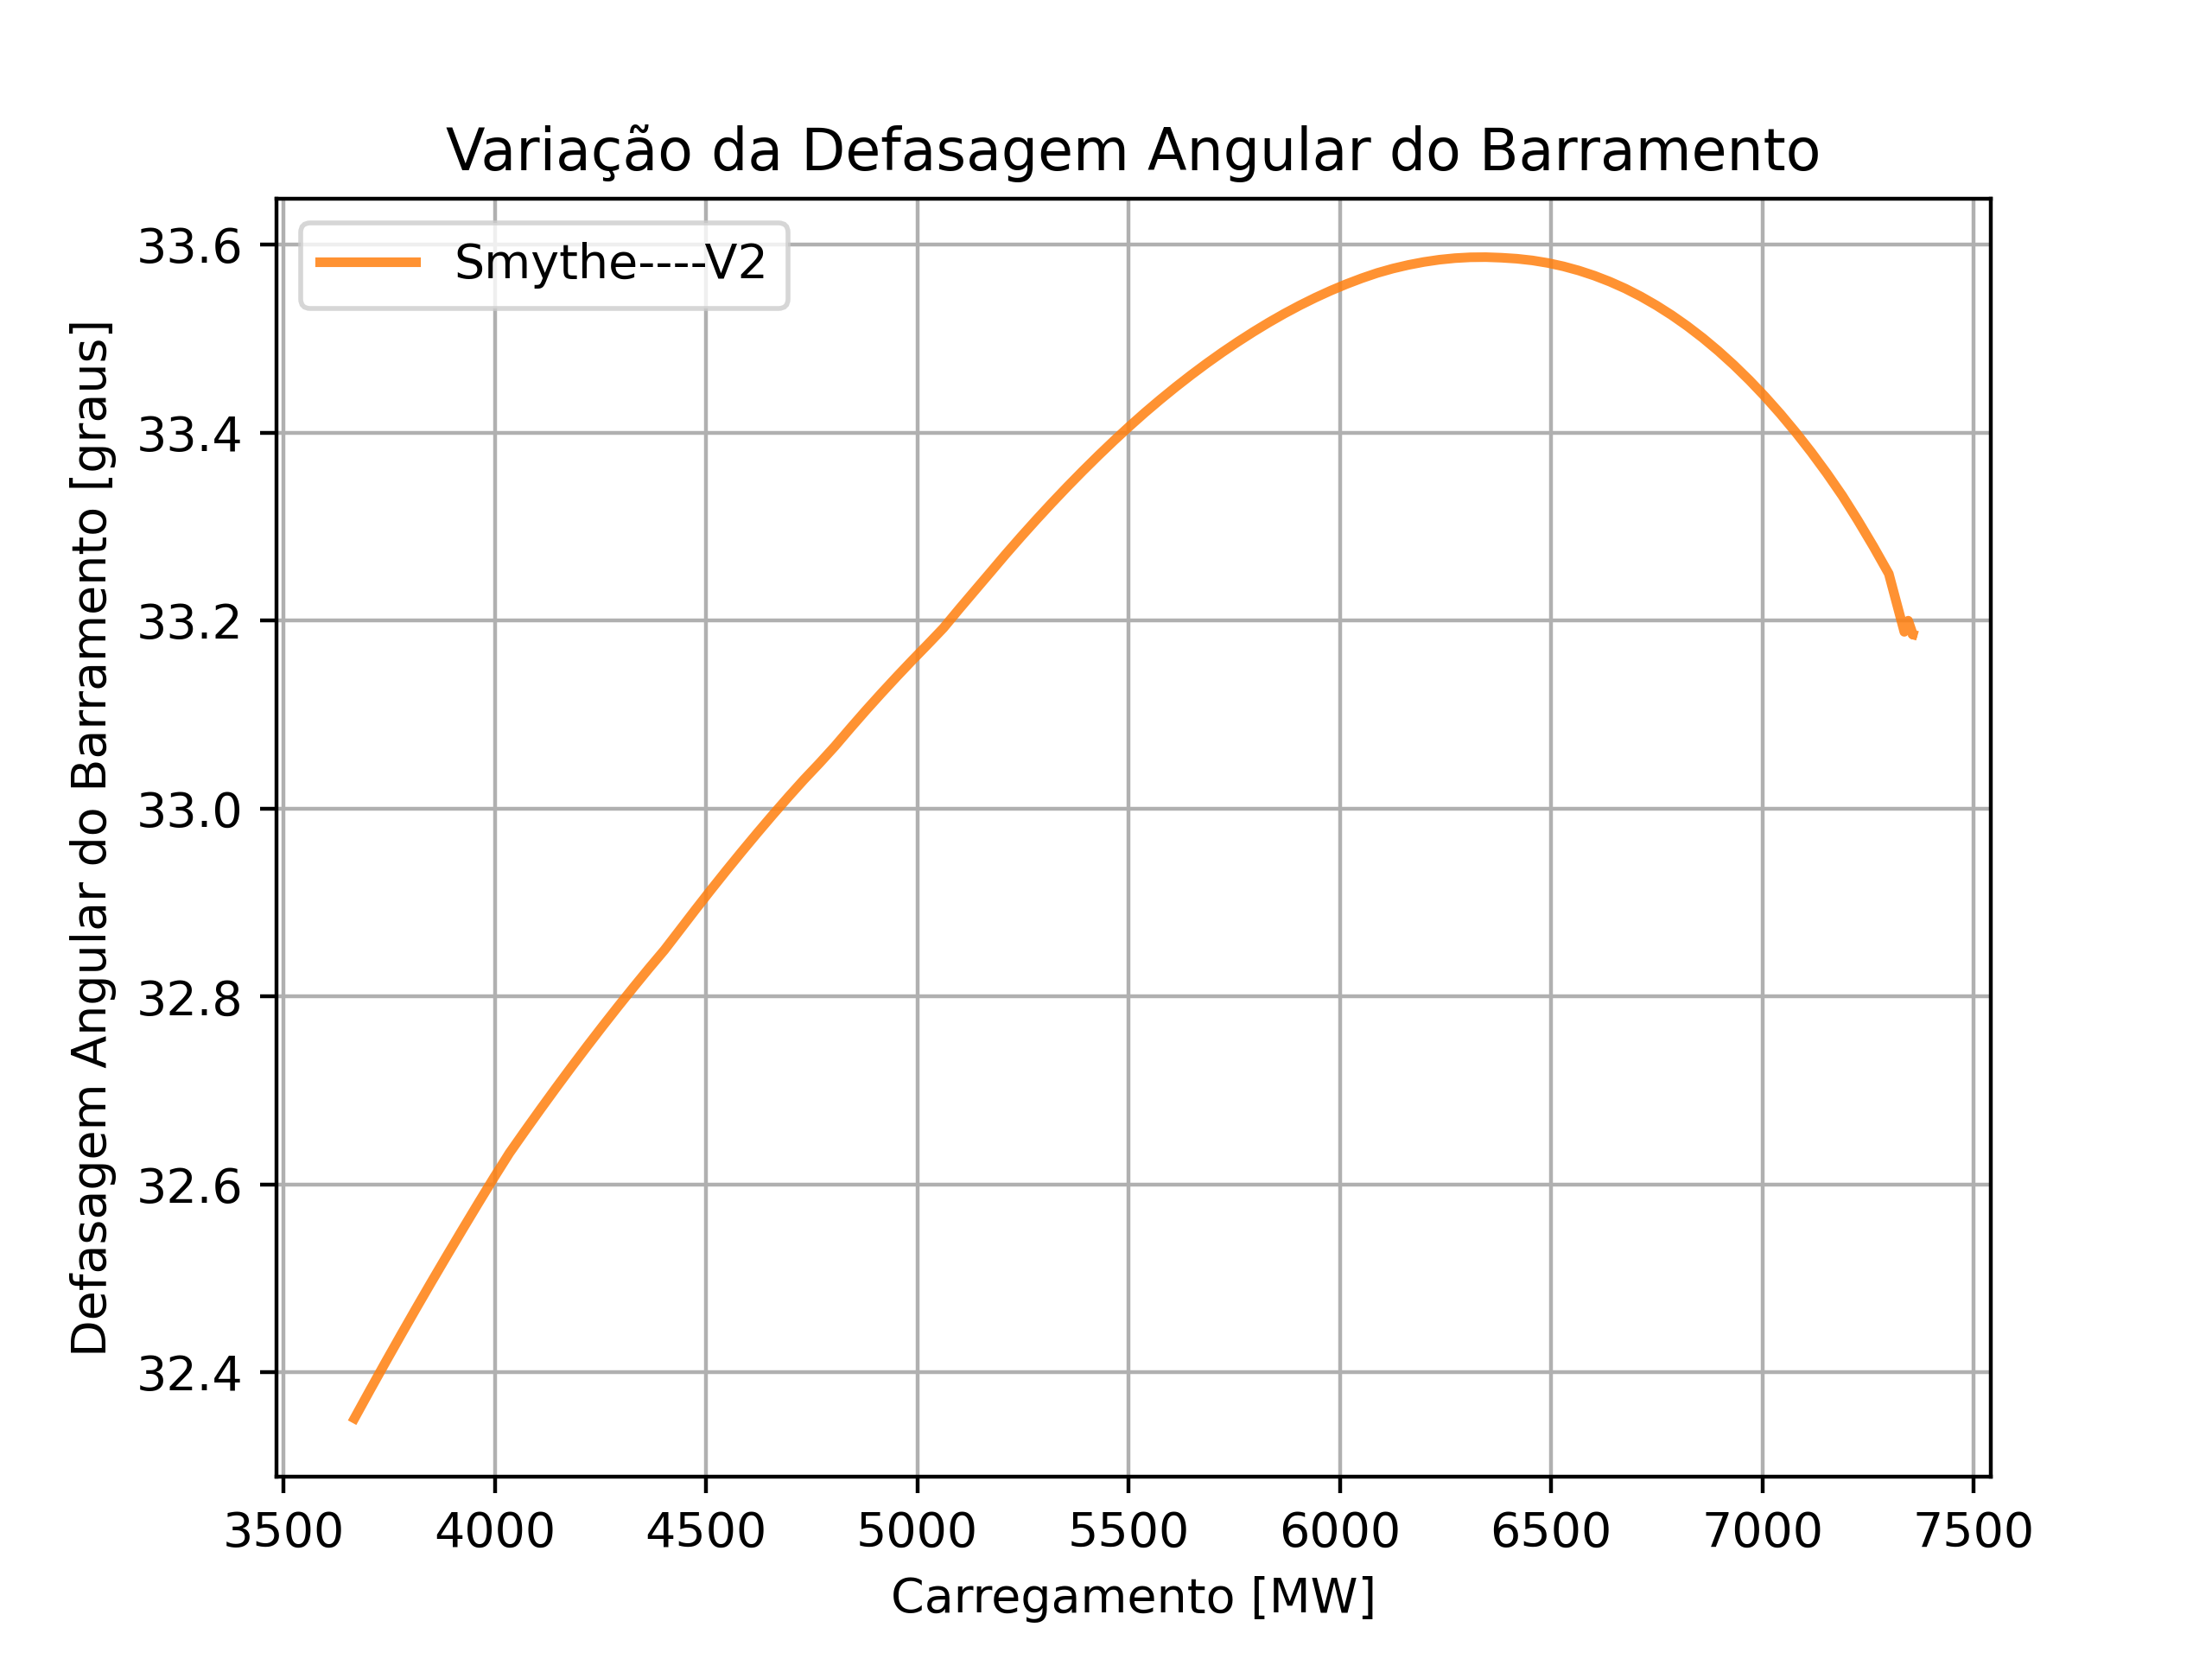 Variação da Defasagem Angular do Barramento
Smythe----V2
Defasagem Angular do Barramento [graus]
33.6
33.4
33.2
33.0
32.8
32.6
32.4
3500 4000 4500 5000 5500 6000 6500 7000 7500
Carregamento [MW]